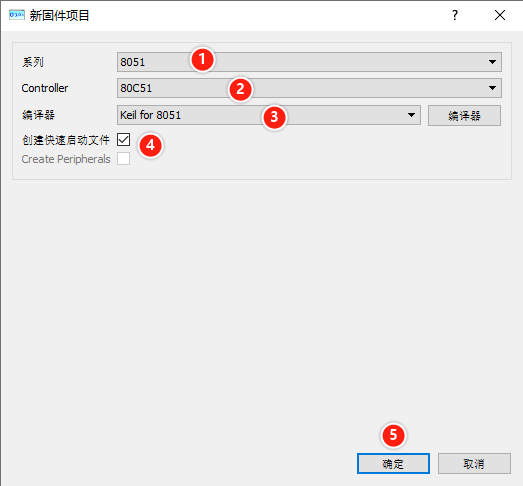 新固件项目
系列 8051 1
Controller 80C51 2
编译器 Keil for 8051 3 编译器
创建快速启动文件 4
Create Peripherals
5
确定 取消